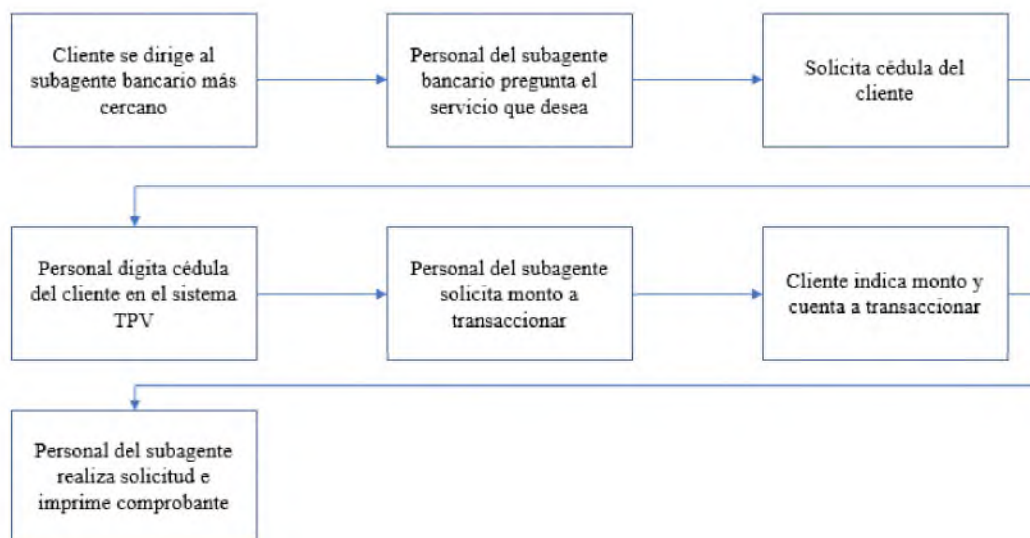 Cliente se dirige al
subagente bancario más
cercano
Personal del subagente
bancario pregunta el
servicio que desea
Solicita cédula del
cliente
Personal digita cédula
del cliente en el sistema
TPV
Personal del subagente
solicita monto a
transaccionar
Cliente indica monto y
cuenta a transaccionar
Personal del subagente
realiza solicitud e
imprime comprobante